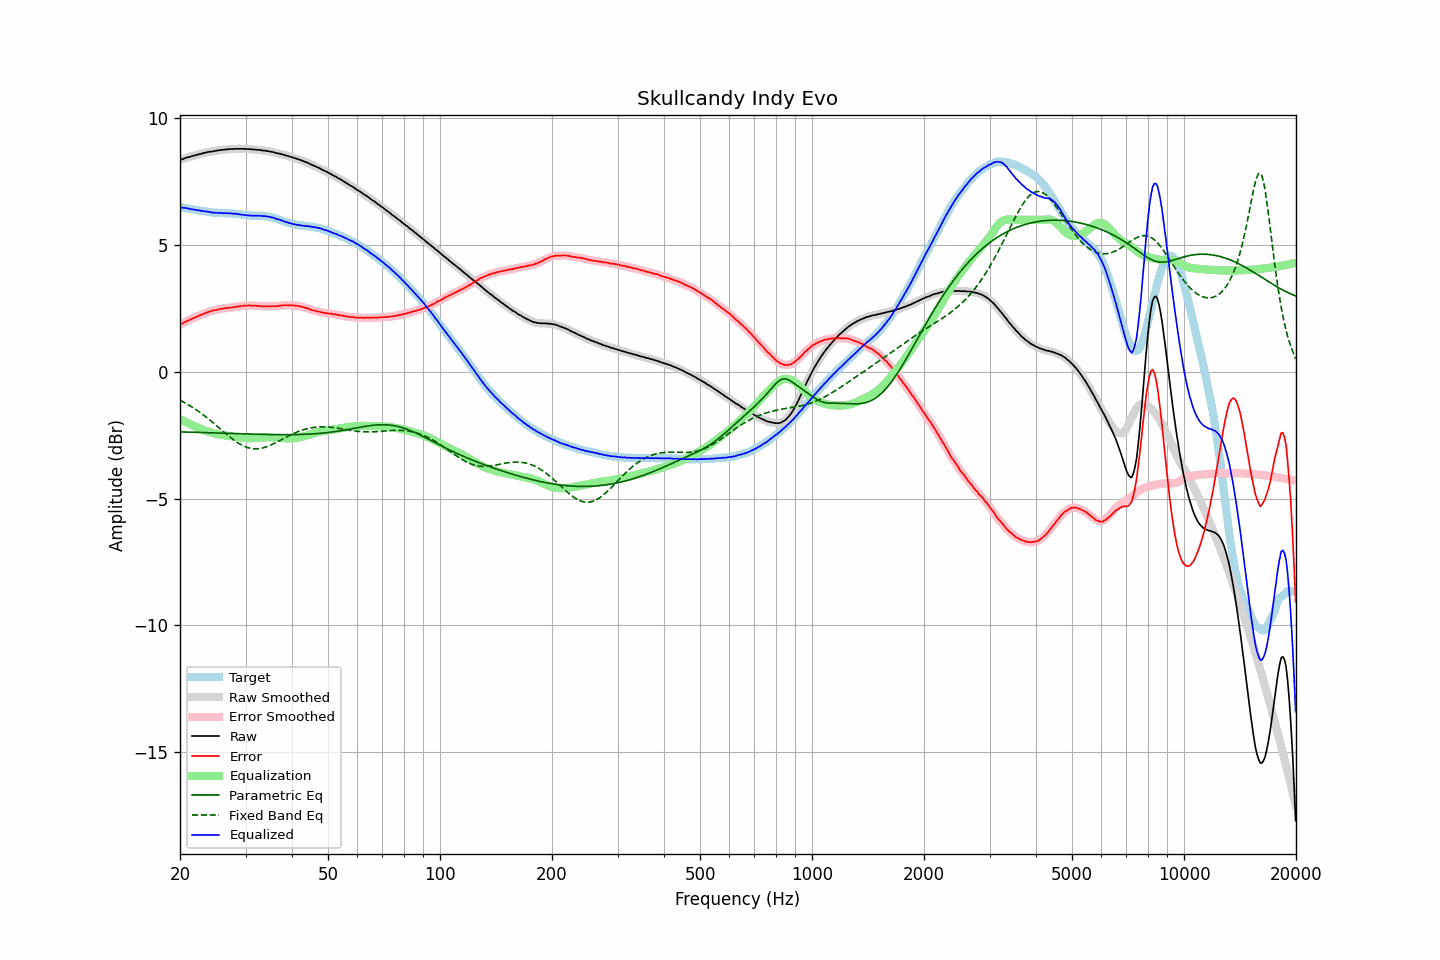 Skullcandy Indy Evo
10
5
0
−5
−10
−15
Amplitude (dBr)
Target
Raw Smoothed
Error Smoothed
Raw
Error
Equalization
Parametric Eq
Fixed Band Eq
Equalized
20 50 100 200 500 1000 2000 5000 10000 20000
Frequency (Hz)